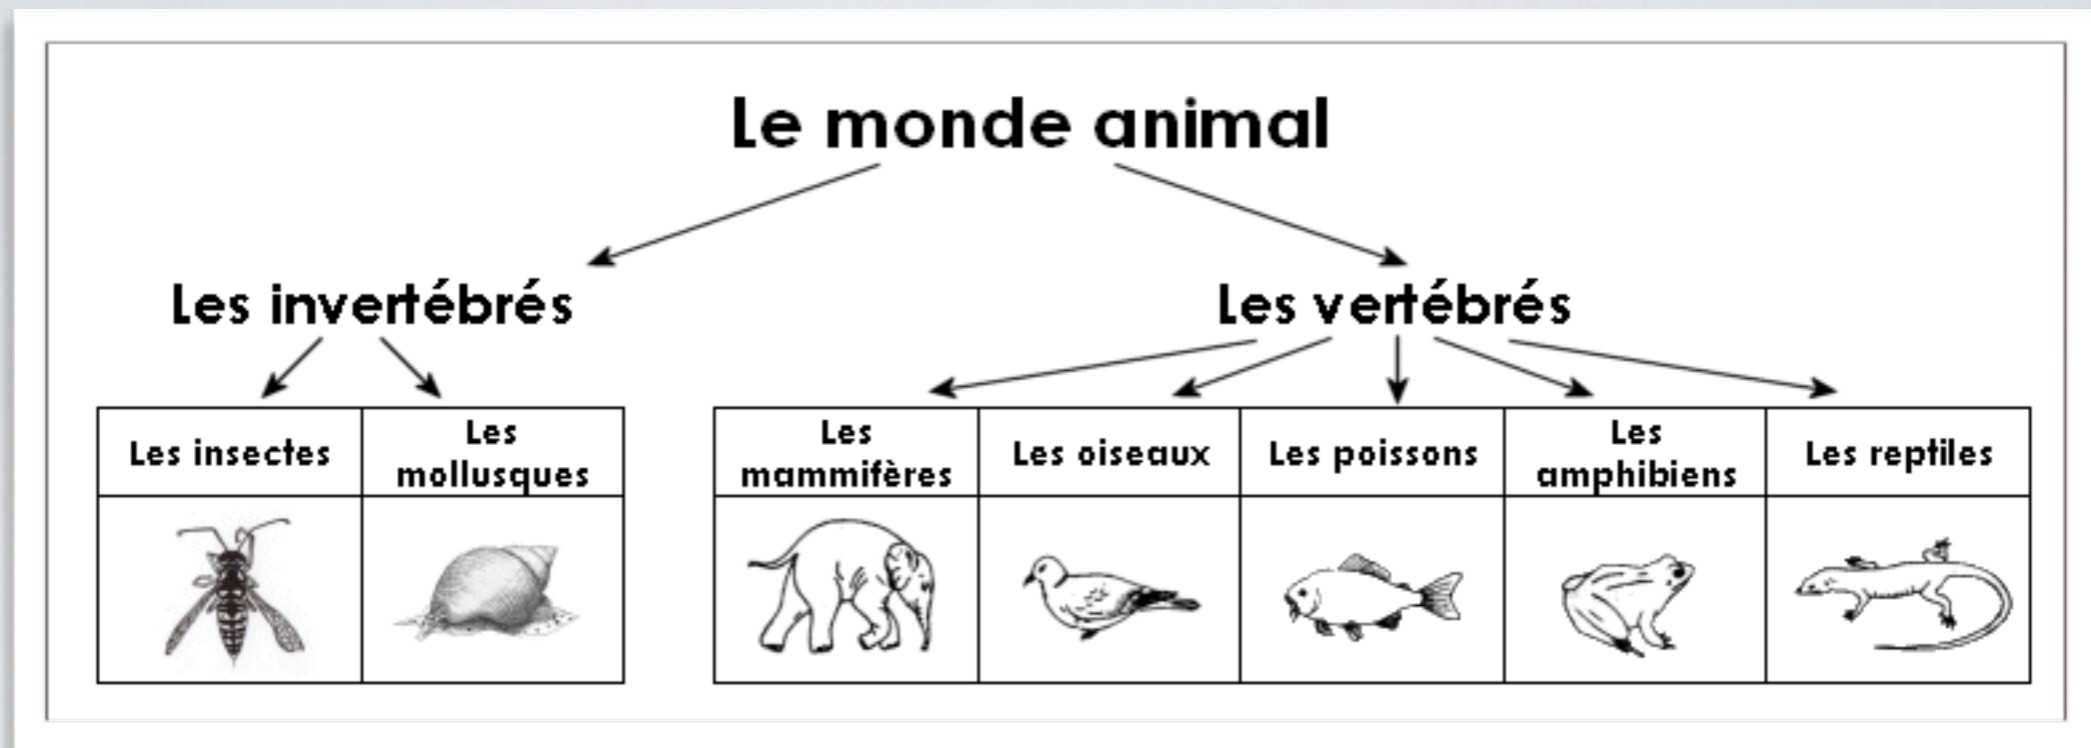 Le monde animal
Les invertébrés
Les vertébrés
Les insectes
Les
mollusques
Les
mammifères
Les oiseaux
Les poissons
Les
amphibiens
Les reptiles